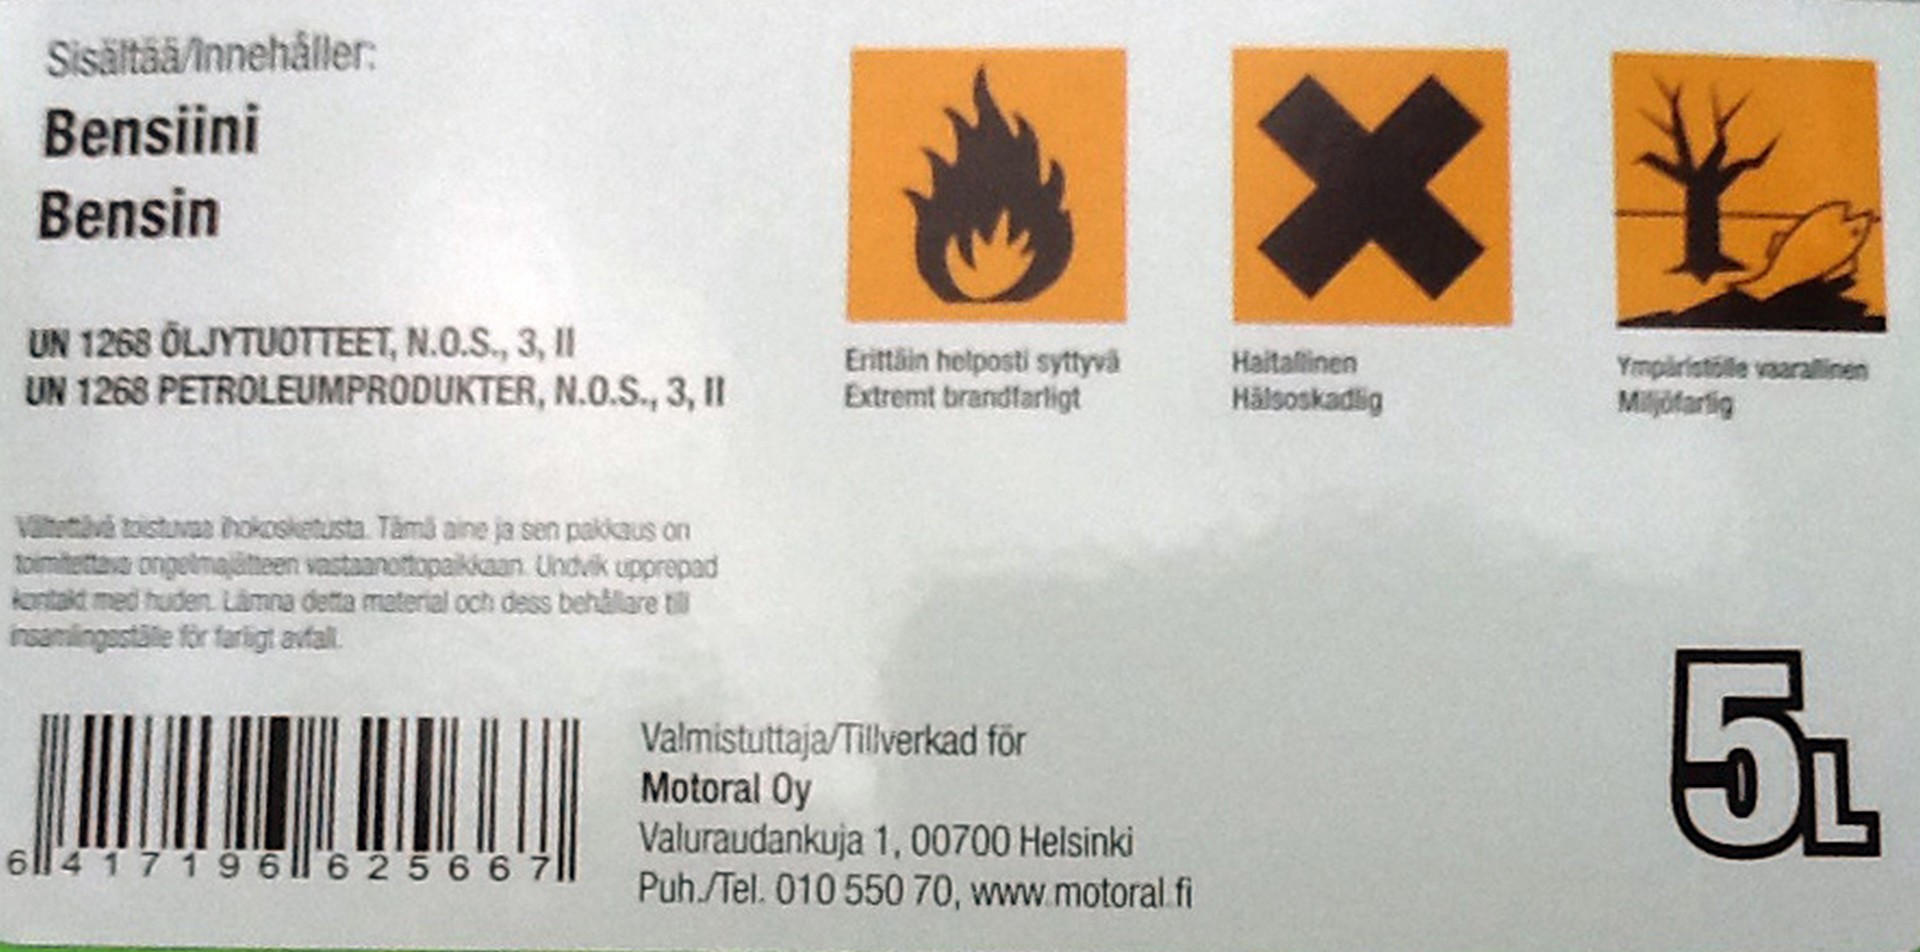 Sisältää/Innehåller:
Bensiini
Bensin
UN 1268 ÖLJYTUOTTEET, N.O.S., 3, II
UN 1268 PETROLEUMPRODUKTER, N.O.S., 3, II
Erittäin helposti syttyvä
Extremt brandfarligt
Haitallinen
Hälsoskadlig
Ympäristölle vaarallinen
Miljöfarlig
Vältettävä toistuvaa ihokosketusta. Tämä aine ja sen pakkaus on
toimitettava ongelmajätteen vastaanottopaikkaan. Undvik upprepad
kontakt med huden. Lämna detta material och dess behållare till
insamlingsställe för farligt avfall.
6 417196 625667
Valmistuttaja/Tillverkad för
Motoral Oy
Valuraudankuja 1, 00700 Helsinki
Puh./Tel. 010 550 70, www.motoral.fi
5L